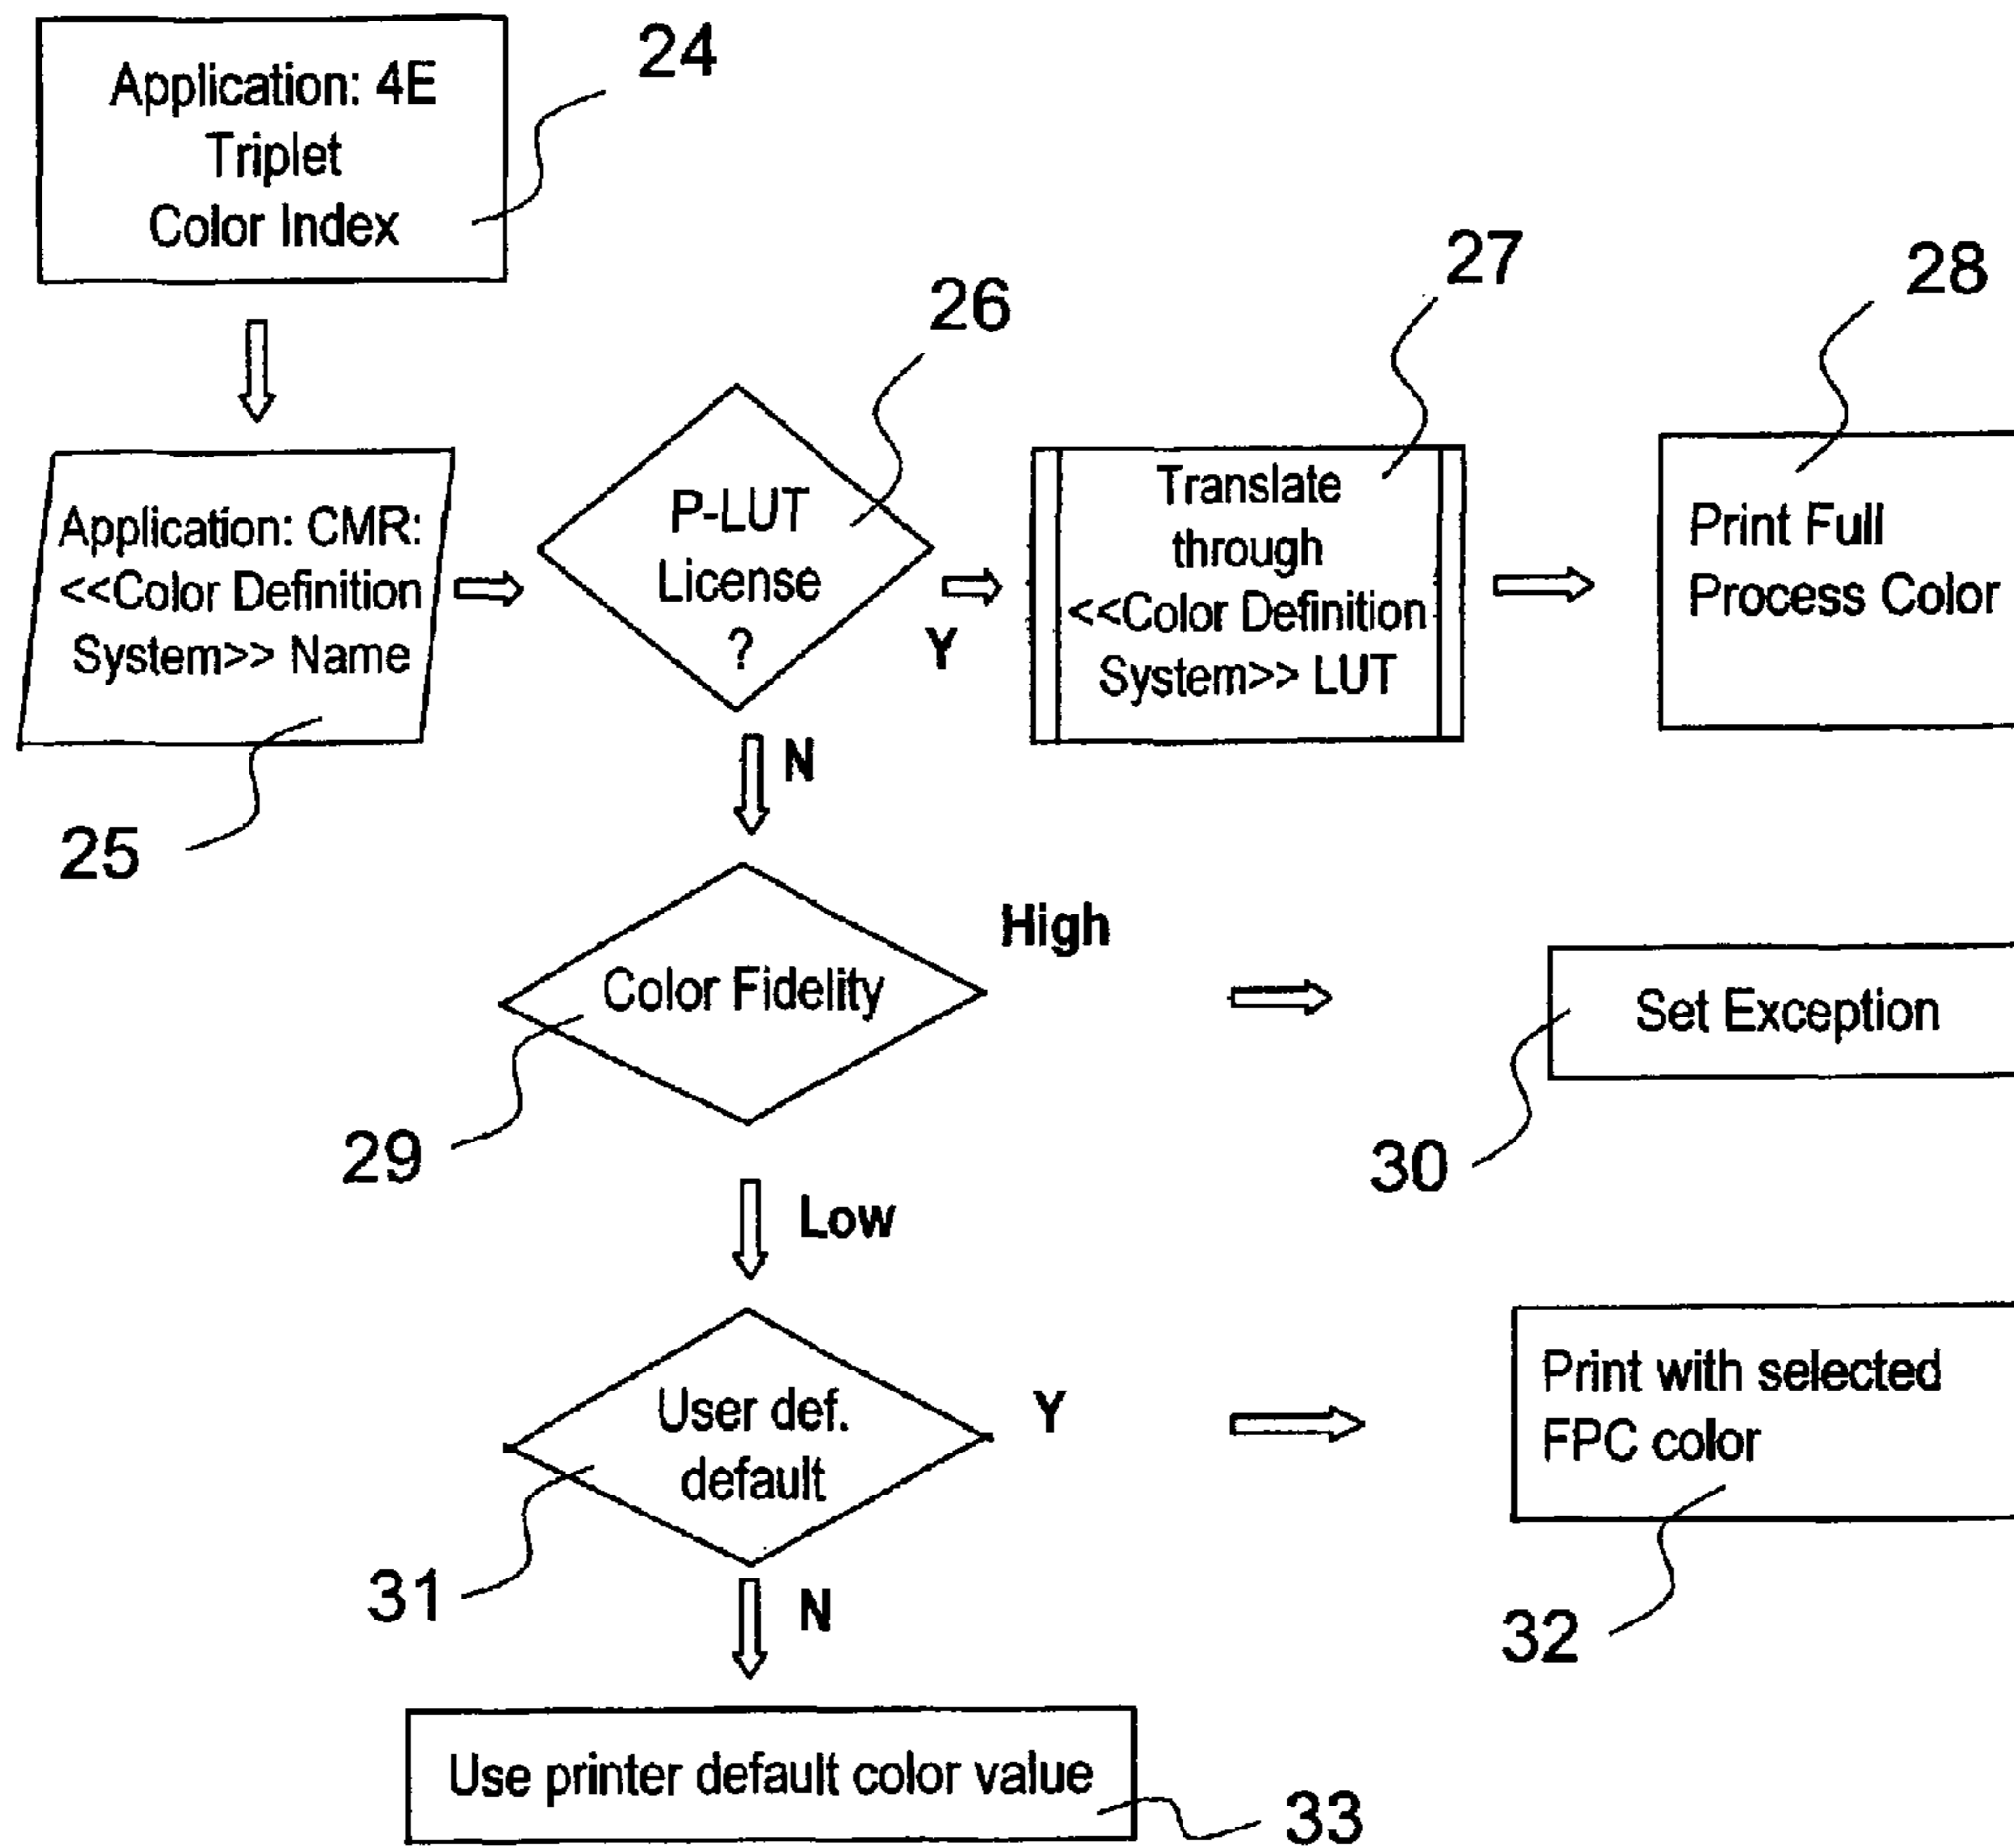 24
Application: 4E
Triplet
Color Index
26
27
28
Application: CMR:
<<Color Definition
System>> Name
25
P-LUT
License
?
Y
N
Translate
through
<<Color Definition
System>> LUT
Print Full
Process Color
Color Fidelity
High
Low
29
Set Exception
30
User def.
default
Y
N
31
Print with selected
FPC color
32
Use printer default color value
33